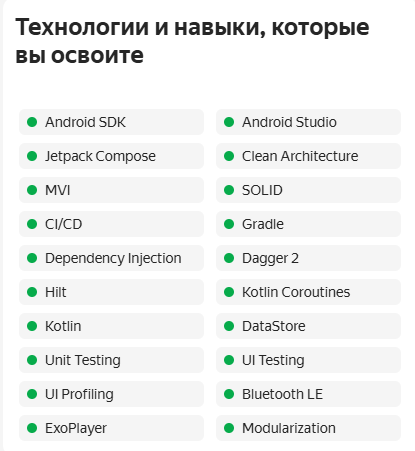 Технологии и навыки, которые
вы освоите
Android SDK
Android Studio
Jetpack Compose
Clean Architecture
MVI
SOLID
CI/CD
Gradle
Dependency Injection
Dagger 2
Hilt
Kotlin Coroutines
Kotlin
DataStore
Unit Testing
UI Testing
UI Profiling
Bluetooth LE
ExoPlayer
Modularization